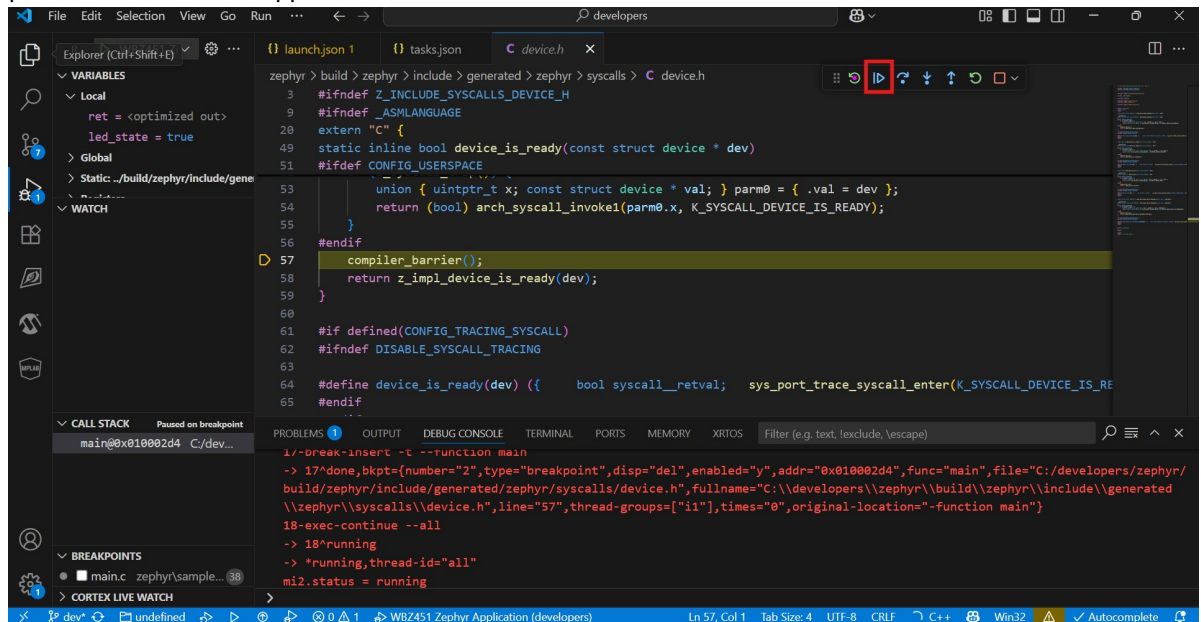 File Edit Selection View Go Run ··· developers
Explorer (Ctrl+Shift+E)
{} launch.json 1 {} tasks.json C device.h
VARIABLES
Local
ret = <optimized out>
led_state = true
Global
Static: ../build/zephyr/include/gene
WATCH
zephyr > build > zephyr > include > generated > zephyr > syscalls > C device.h
3 #ifndef Z_INCLUDE_SYSCALLS_DEVICE_H
9 #ifndef _ASMLANGUAGE
20 extern "C" {
49 static inline bool device_is_ready(const struct device * dev)
51 #ifdef CONFIG_USERSPACE
53 union { uintptr_t x; const struct device * val; } parm0 = { .val = dev };
54 return (bool) arch_syscall_invoke1(parm0.x, K_SYSCALL_DEVICE_IS_READY);
55 }
56 #endif
57 compiler_barrier();
58 return z_impl_device_is_ready(dev);
59 }
60
61 #if defined(CONFIG_TRACING_SYSCALL)
62 #ifndef DISABLE_SYSCALL_TRACING
63
64 #define device_is_ready(dev) ({ bool syscall__retval; sys_port_trace_syscall_enter(K_SYSCALL_DEVICE_IS_RE
65 #endif
7
1
MPLAB
1
CALL STACK Paused on breakpoint
main@0x010002d4 C:/dev...
BREAKPOINTS
main.c zephyr\sample... 38
CORTEX LIVE WATCH
PROBLEMS 1 OUTPUT DEBUG CONSOLE TERMINAL PORTS MEMORY XRTOS Filter (e.g. text, !exclude, \escape)
17-break-insert -t --function main
-> 17^done,bkpt={number="2",type="breakpoint",disp="del",enabled="y",addr="0x010002d4",func="main",file="C:/developers/zephyr/
build/zephyr/include/generated/zephyr/syscalls/device.h",fullname="C:\\developers\\zephyr\\build\\zephyr\\include\\generated
\\zephyr\\syscalls\\device.h",line="57",thread-groups=["i1"],times="0",original-location="-function main"}
18-exec-continue --all
-> 18^running
-> *running,thread-id="all"
mi2.status = running
>
dev* undefined 0 1 WBZ451 Zephyr Application (developers) Ln 57, Col 1 Tab Size: 4 UTF-8 CRLF C++ Win32 Autocomplete